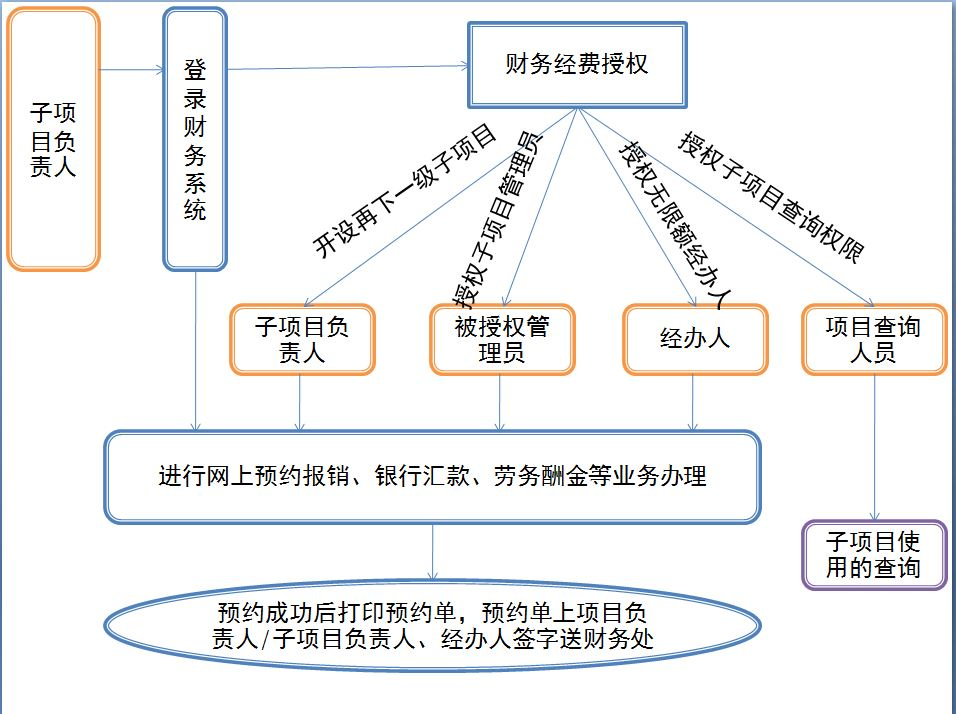 子项
目负
责人
登
录
财
务
系
统
财务经费授权
开设再下一级子项目
授权子项目管理员
授权无限额经办人
授权子项目查询权限
子项目负
责人
被授权管
理员
经办人
项目查询
人员
进行网上预约报销、银行汇款、劳务酬金等业务办理
子项目使
用的查询
预约成功后打印预约单，预约单上项目负
责人/子项目负责人、经办人签字送财务处